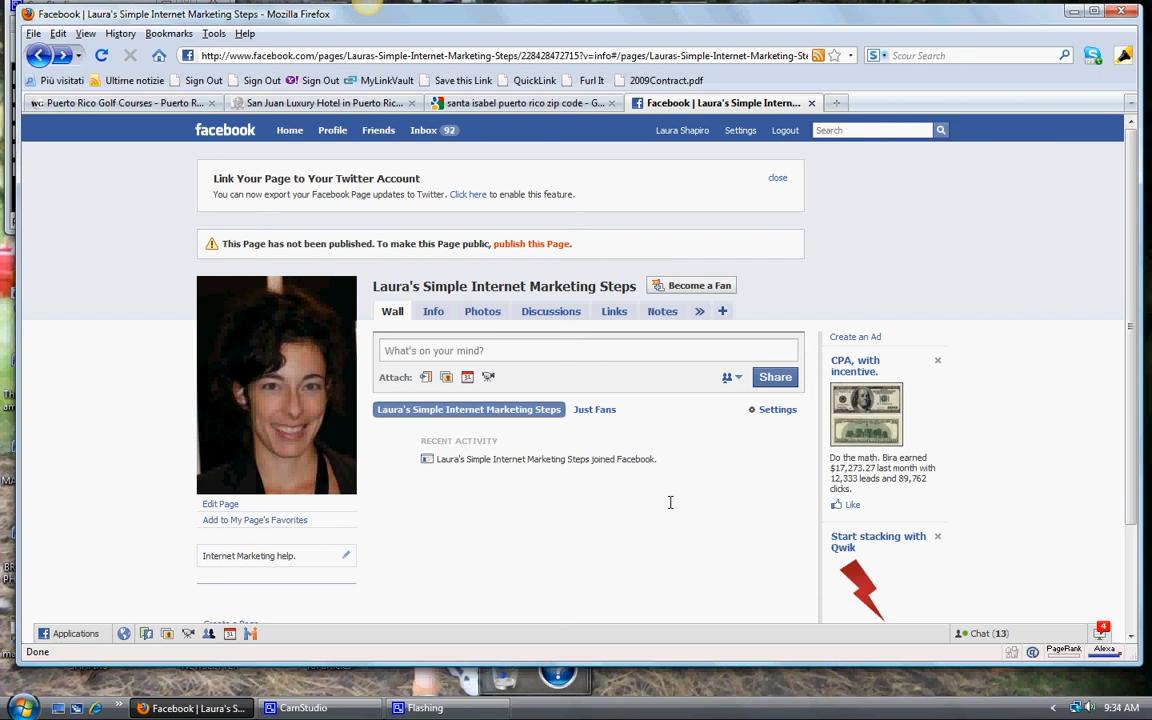 Facebook | Laura's Simple Internet Marketing Steps - Mozilla Firefox
File Edit View History Bookmarks Tools Help
http://www.facebook.com/pages/Lauras-Simple-Internet-Marketing-Steps/228428472715?v=info#/pages/Lauras-Simple-Internet-Marketing-Ste
Scour Search
Più visitati Ultime notizie Sign Out Sign Out Sign Out MyLinkVault Save this Link QuickLink Furl It 2009Contract.pdf
Puerto Rico Golf Courses - Puerto R... San Juan Luxury Hotel in Puerto Ric... santa isabel puerto rico zip code - G... Facebook | Laura's Simple Intern...
facebook Home Profile Friends Inbox 92 Laura Shapiro Settings Logout Search
Link Your Page to Your Twitter Account close
You can now export your Facebook Page updates to Twitter. Click here to enable this feature.
This Page has not been published. To make this Page public, publish this Page.
Laura's Simple Internet Marketing Steps Become a Fan
Wall Info Photos Discussions Links Notes » +
What's on your mind?
Attach: Share
Laura's Simple Internet Marketing Steps Just Fans Settings
RECENT ACTIVITY
Laura's Simple Internet Marketing Steps joined Facebook.
Edit Page
Add to My Page's Favorites
Internet Marketing help.
Create an Ad
CPA, with
incentive.
Do the math. Bira earned
$17,273.27 last month with
12,333 leads and 89,762
clicks.
Like
Start stacking with
Qwik
Applications Chat (13) 4
Done PageRank Alexa
Facebook | Laura's S... CamStudio Flashing 9:34 AM